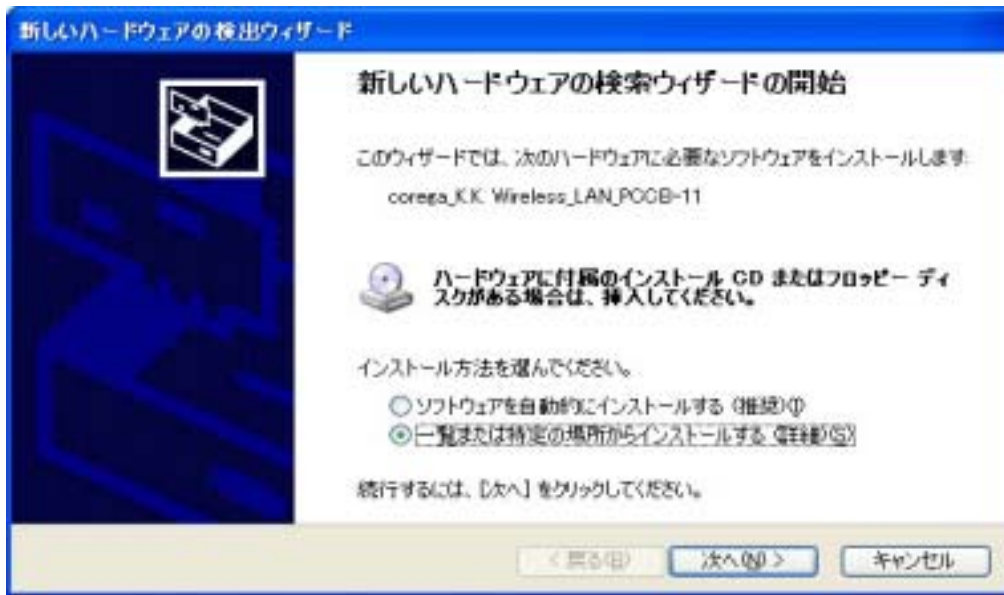 新しいハードウェアの検出ウィザード
新しいハードウェアの検索ウィザードの開始
このウィザードでは、次のハードウェアに必要なソフトウェアをインストールします:
corega_K.K. Wireless_LAN_PCCB-11
ハードウェアに付属のインストール CD またはフロッピー ディ
スクがある場合は、挿入してください。
インストール方法を選んでください。
ソフトウェアを自動的にインストールする (推奨)(I)
一覧または特定の場所からインストールする (詳細)(S)
続行するには、[次へ] をクリックしてください。
< 戻る(B)
次へ(N) >
キャンセル